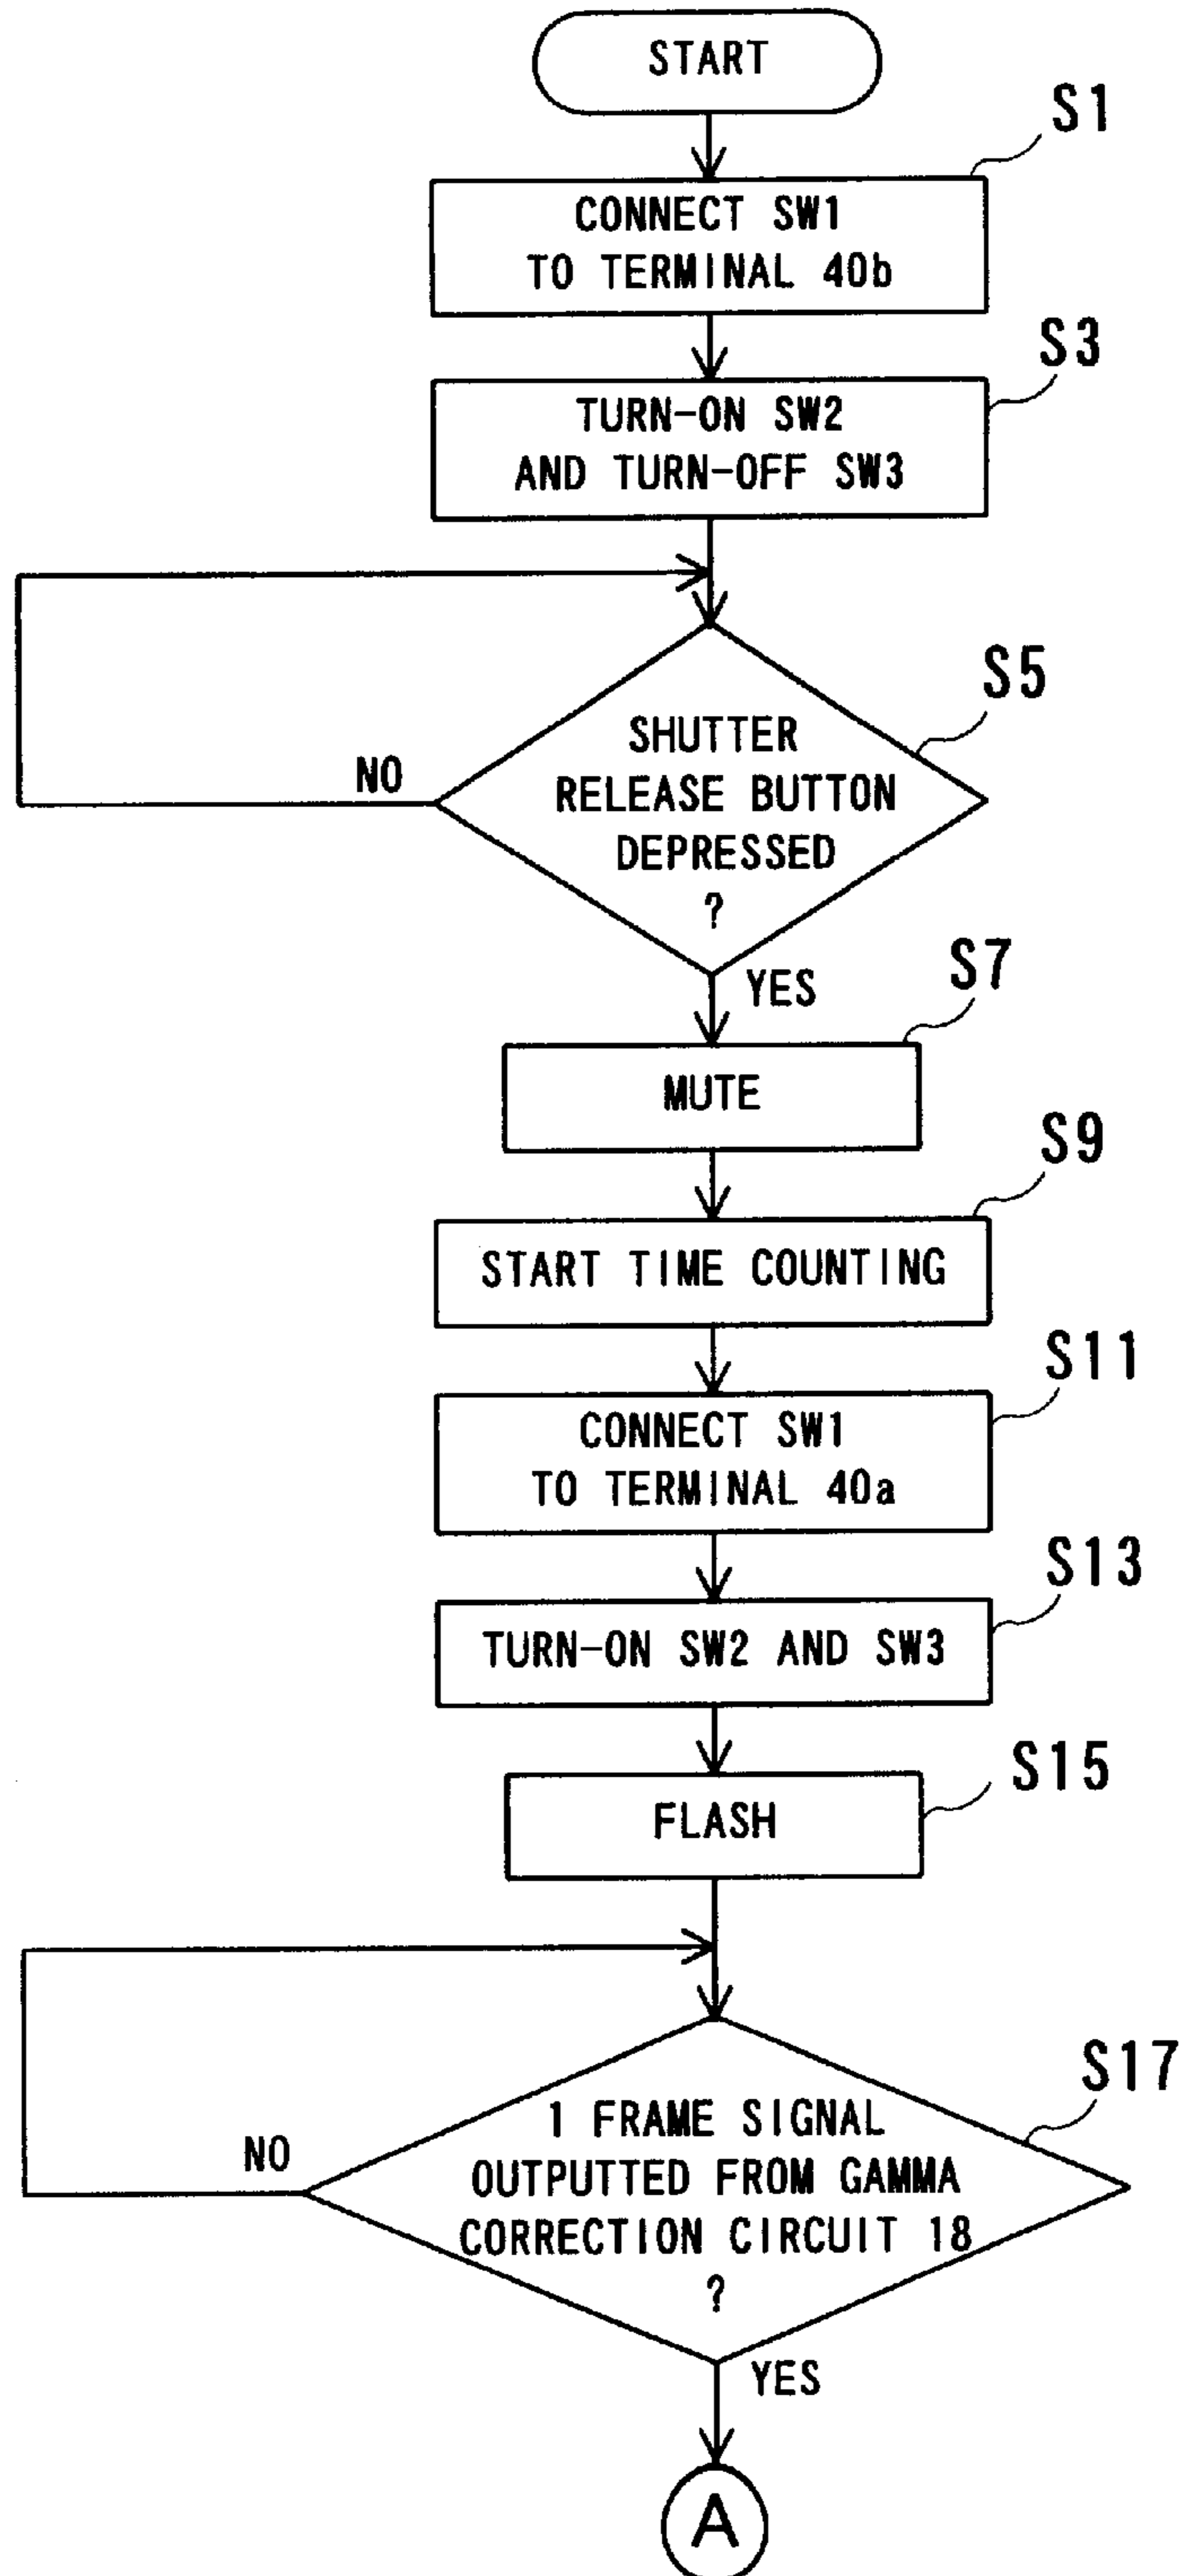 START
S1
CONNECT SW1
TO TERMINAL 40b
S3
TURN-ON SW2
AND TURN-OFF SW3
S5
SHUTTER
RELEASE BUTTON
DEPRESSED
?
NO
YES
S7
MUTE
S9
START TIME COUNTING
S11
CONNECT SW1
TO TERMINAL 40a
S13
TURN-ON SW2 AND SW3
S15
FLASH
S17
1 FRAME SIGNAL
OUTPUTTED FROM GAMMA
CORRECTION CIRCUIT 18
?
NO
YES
A